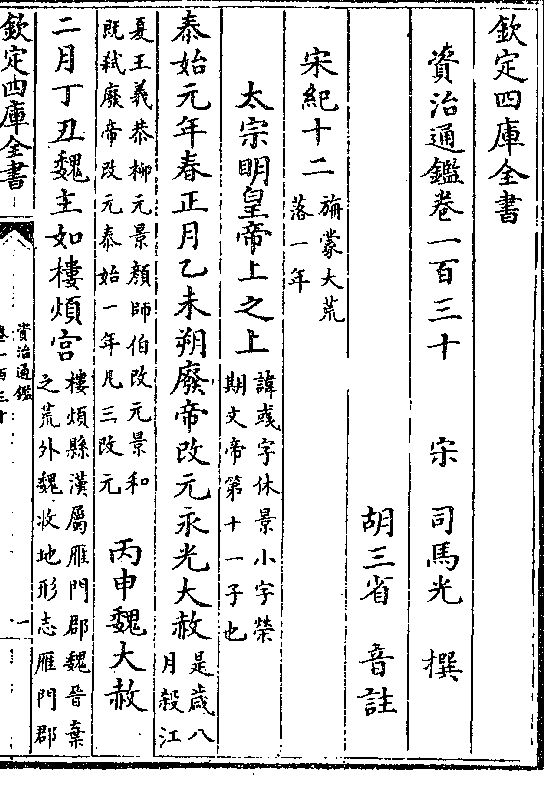 欽定四庫全書
資治通鑑卷一百三十　宋　司馬光　撰
胡三省　音註
宋紀十二旃蒙大荒
落一年
太宗明皇帝上之上諱彧字休景小字榮
期文帝第十一子也
泰始元年春正月乙未朔廢帝改元永光大赦是歲八
月殺江
夏王義恭柳元景顏師伯改元景和
既弑廢帝改元泰始一年凡三改元
丙申魏大赦
二月丁丑魏主如樓煩宮樓煩縣漢屬雁門郡魏晉棄
之荒外魏收地形志雁門郡
欽定四庫全書
資治通鑑
卷一百三十
一